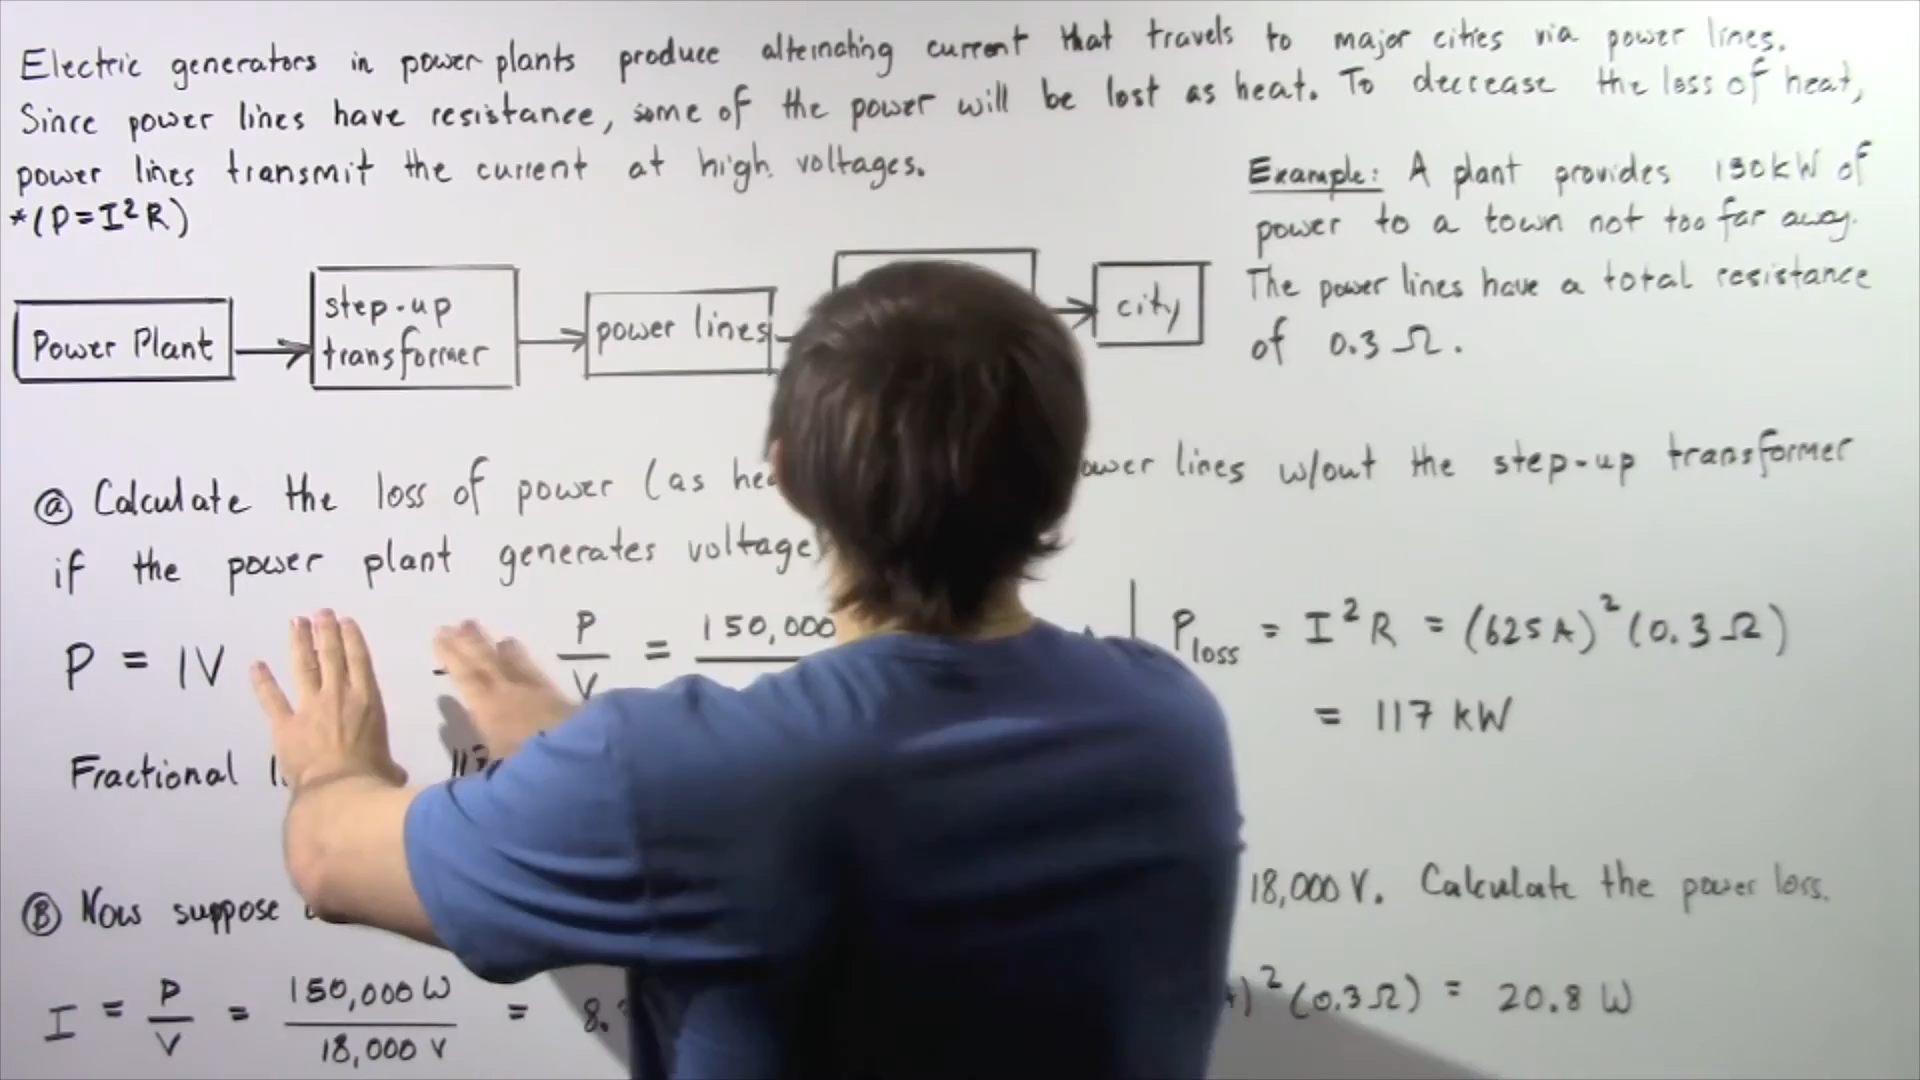 Electric generators in power plants produce alternating current that travels to major cities via power lines.
Since power lines have resistance, some of the power will be lost as heat. To decrease the loss of heat,
power lines transmit the current at high voltages.
*(P=I²R)
Example: A plant provides 150kW of
power to a town not too far away.
The power lines have a total resistance
of 0.3 Ω.
Power Plant
step-up
transformer
power lines
city
ⓐ Calculate the loss of power (as power lines w/out the step-up transformer
if the power plant generates voltage
P = IV
P/V = 150,000
P_loss = I²R = (625A)²(0.3Ω)
= 117 kW
Fractional
Ⓑ Now suppose 18,000 V. Calculate the power loss.
I = P/V = 150,000 W/18,000 V = 8.
)²(0.3Ω) = 20.8 W